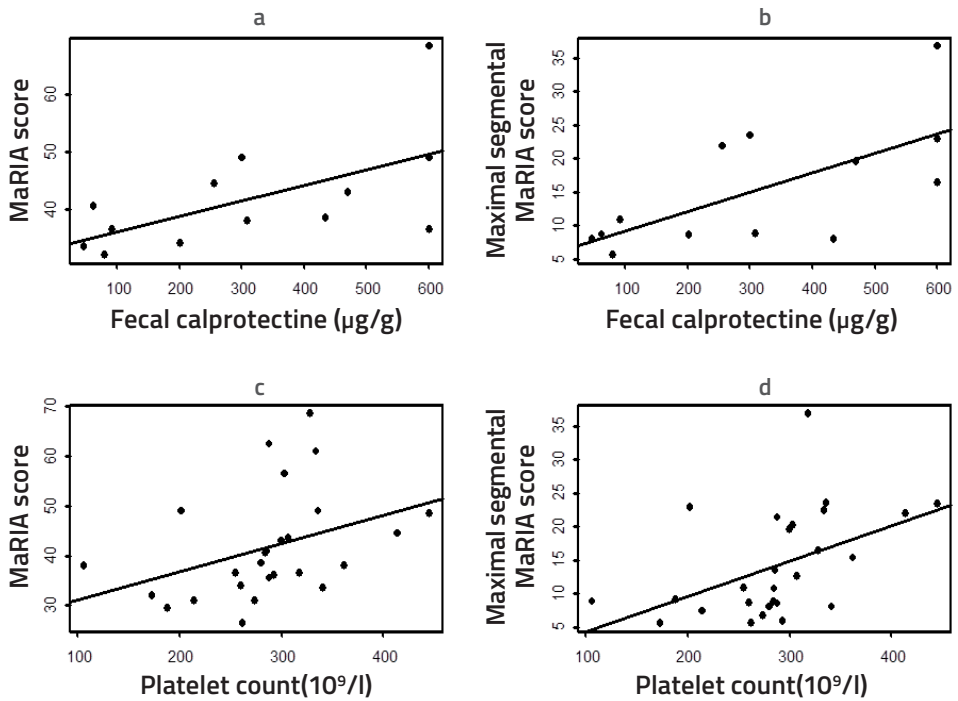 a
MaRIA score
60
50
40
100 200 300 400 500 600
Fecal calprotectine (µg/g)
b
Maximal segmental
MaRIA score
35
30
25
20
15
10
5
100 200 300 400 500 600
Fecal calprotectine (µg/g)
c
MaRIA score
70
60
50
40
30
100 200 300 400
Platelet count(10⁹/l)
d
Maximal segmental
MaRIA score
35
30
25
20
15
10
5
100 200 300 400
Platelet count(10⁹/l)